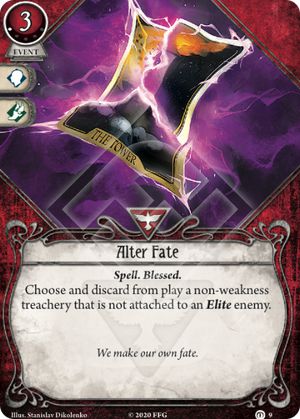 3
EVENT
THE TOWER
Alter Fate
Spell. Blessed.
Choose and discard from play a non-weakness
treachery that is not attached to an Elite enemy.
We make our own fate.
Illus. Stanislav Dikolenko © 2020 FFG 9